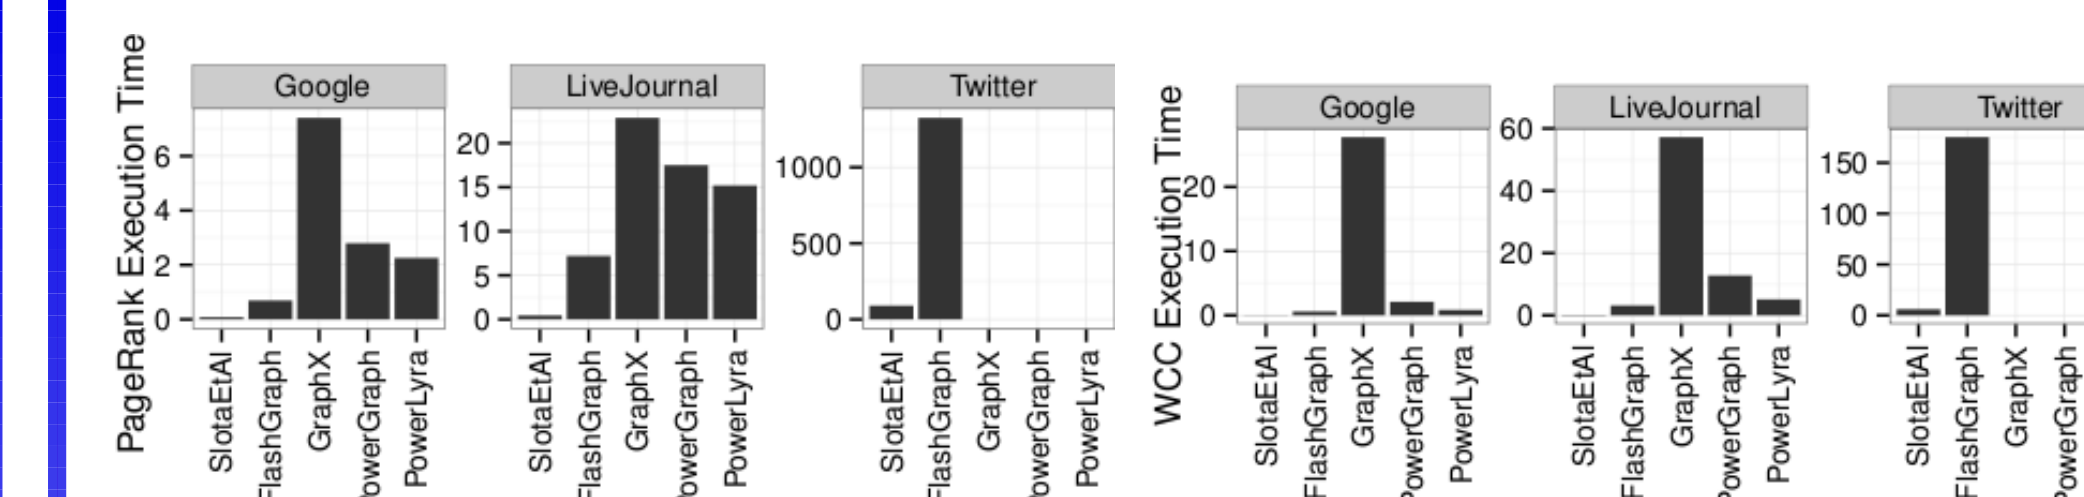 PageRank Execution Time
Google
6
4
2
0
SlotaEtAl
FlashGraph
GraphX
owerGraph
PowerLyra
LiveJournal
20
15
10
5
0
SlotaEtAl
FlashGraph
GraphX
owerGraph
PowerLyra
Twitter
1000
500
0
SlotaEtAl
FlashGraph
GraphX
owerGraph
PowerLyra
WCC Execution Time
Google
20
10
0
SlotaEtAl
FlashGraph
GraphX
PowerGraph
PowerLyra
LiveJournal
60
40
20
0
SlotaEtAl
FlashGraph
GraphX
PowerGraph
PowerLyra
Twitter
150
100
50
0
SlotaEtAl
FlashGraph
GraphX
PowerGraph